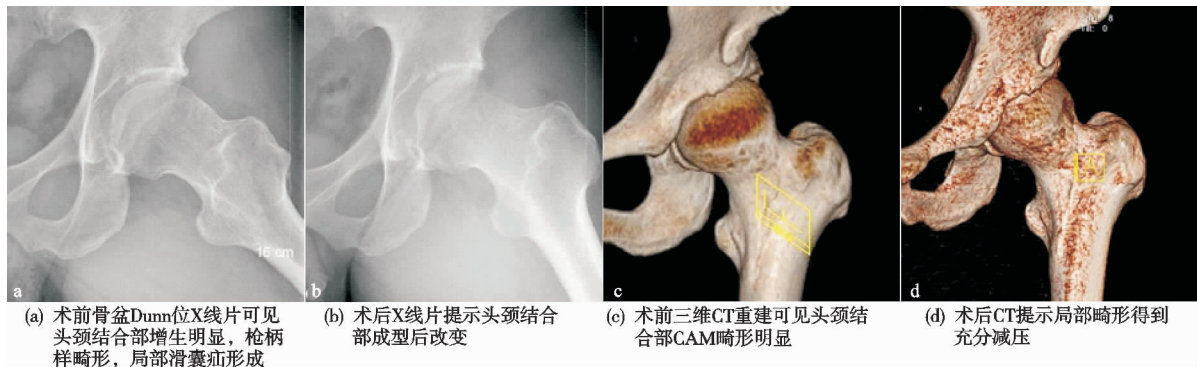 8
: 0
16 cm
a
b
c
d
(a) 术前骨盆Dunn位X线片可见
头颈结合部增生明显，枪柄
样畸形，局部滑囊疝形成
(b) 术后X线片提示头颈结合
部成型后改变
(c) 术前三维CT重建可见头颈结
合部CAM畸形明显
(d) 术后CT提示局部畸形得到
充分减压